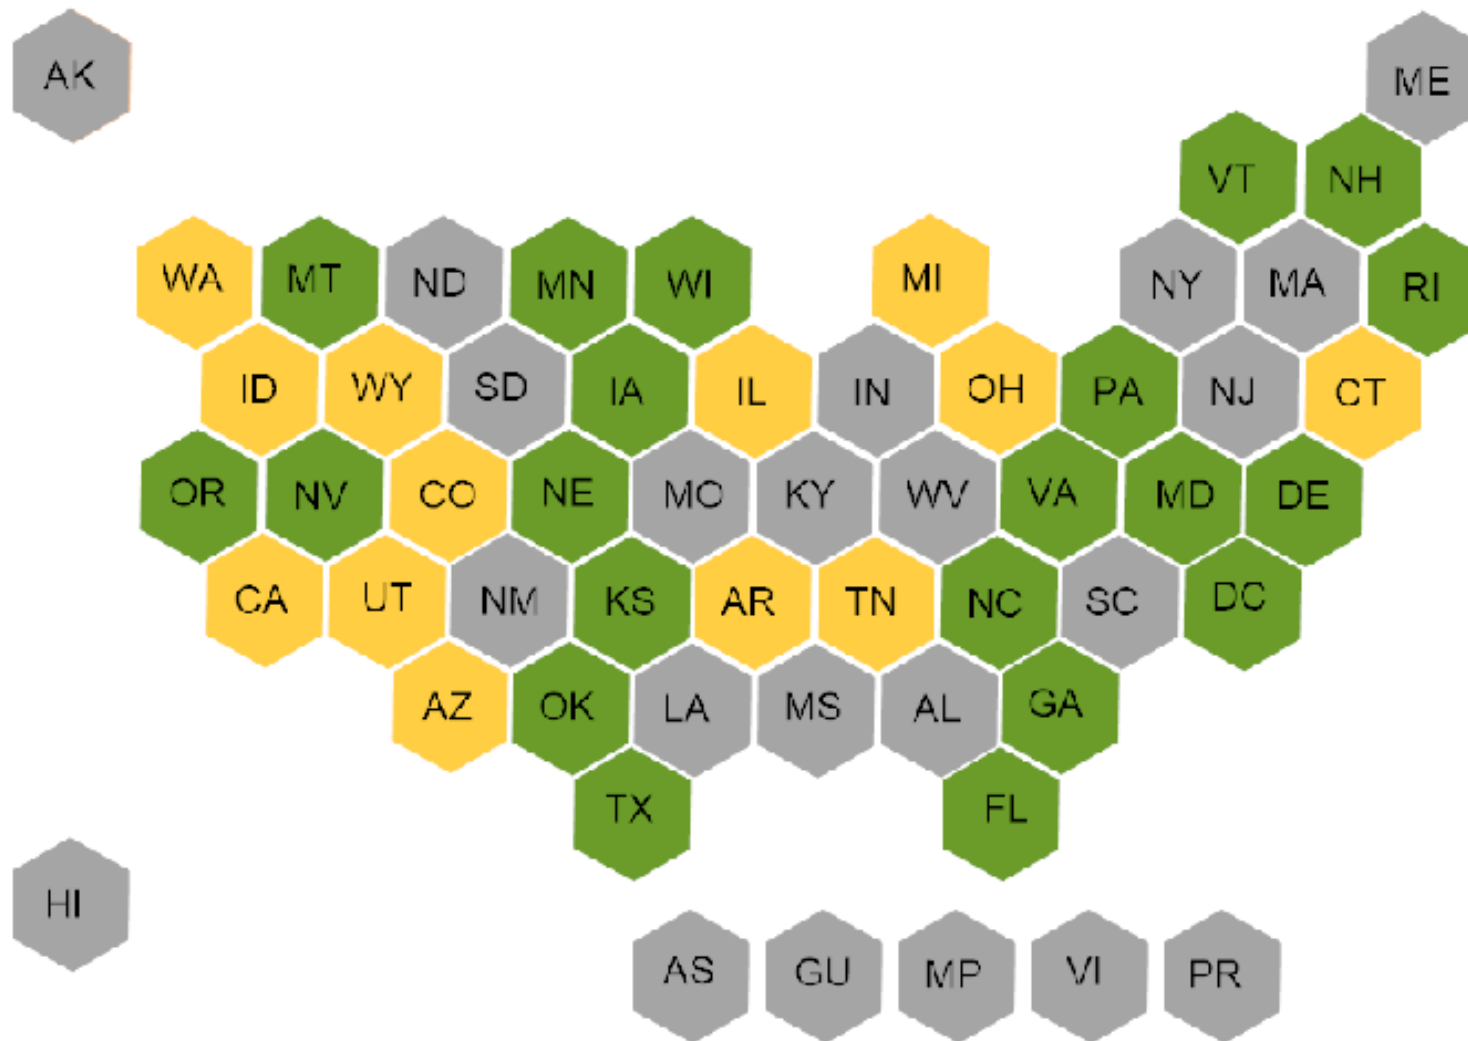 AK ME
VT NH
WA MT ND MN WI MI NY MA RI
ID WY SD IA IL IN OH PA NJ CT
OR NV CO NE MO KY WV VA MD DE
CA UT NM KS AR TN NC SC DC
AZ OK LA MS AL GA
TX FL
HI
AS GU MP VI PR